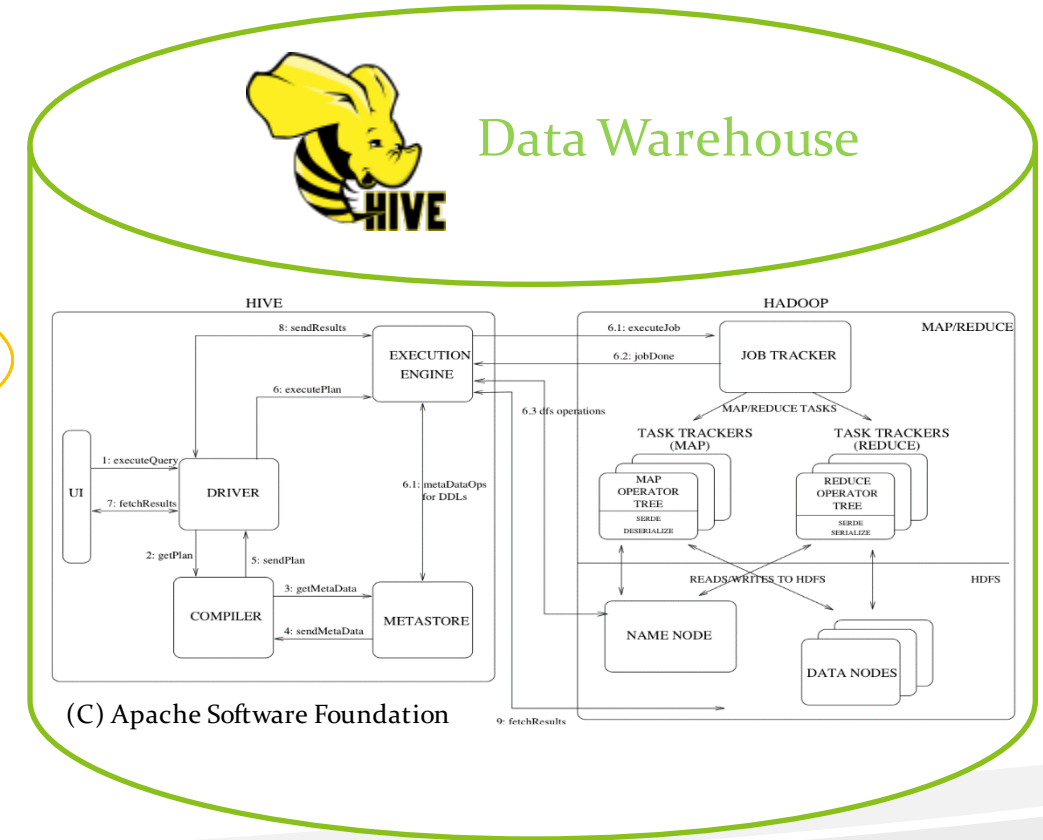 HIVE
Data Warehouse
HIVE
HADOOP
8: sendResults
6.1: executeJob
MAP/REDUCE
EXECUTION
ENGINE
6.2: jobDone
JOB TRACKER
6: executePlan
6.3 dfs operations
MAP/REDUCE TASKS
TASK TRACKERS
(MAP)
TASK TRACKERS
(REDUCE)
1: executeQuery
UI
DRIVER
7: fetchResults
6.1: metaDataOps
for DDLs
MAP
OPERATOR
TREE
SERDE
DESERIALIZE
REDUCE
OPERATOR
TREE
SERDE
SERIALIZE
2: getPlan
5: sendPlan
READS/WRITES TO HDFS
HDFS
3: getMetaData
COMPILER
METASTORE
4: sendMetaData
NAME NODE
DATA NODES
(C) Apache Software Foundation
9: fetchResults